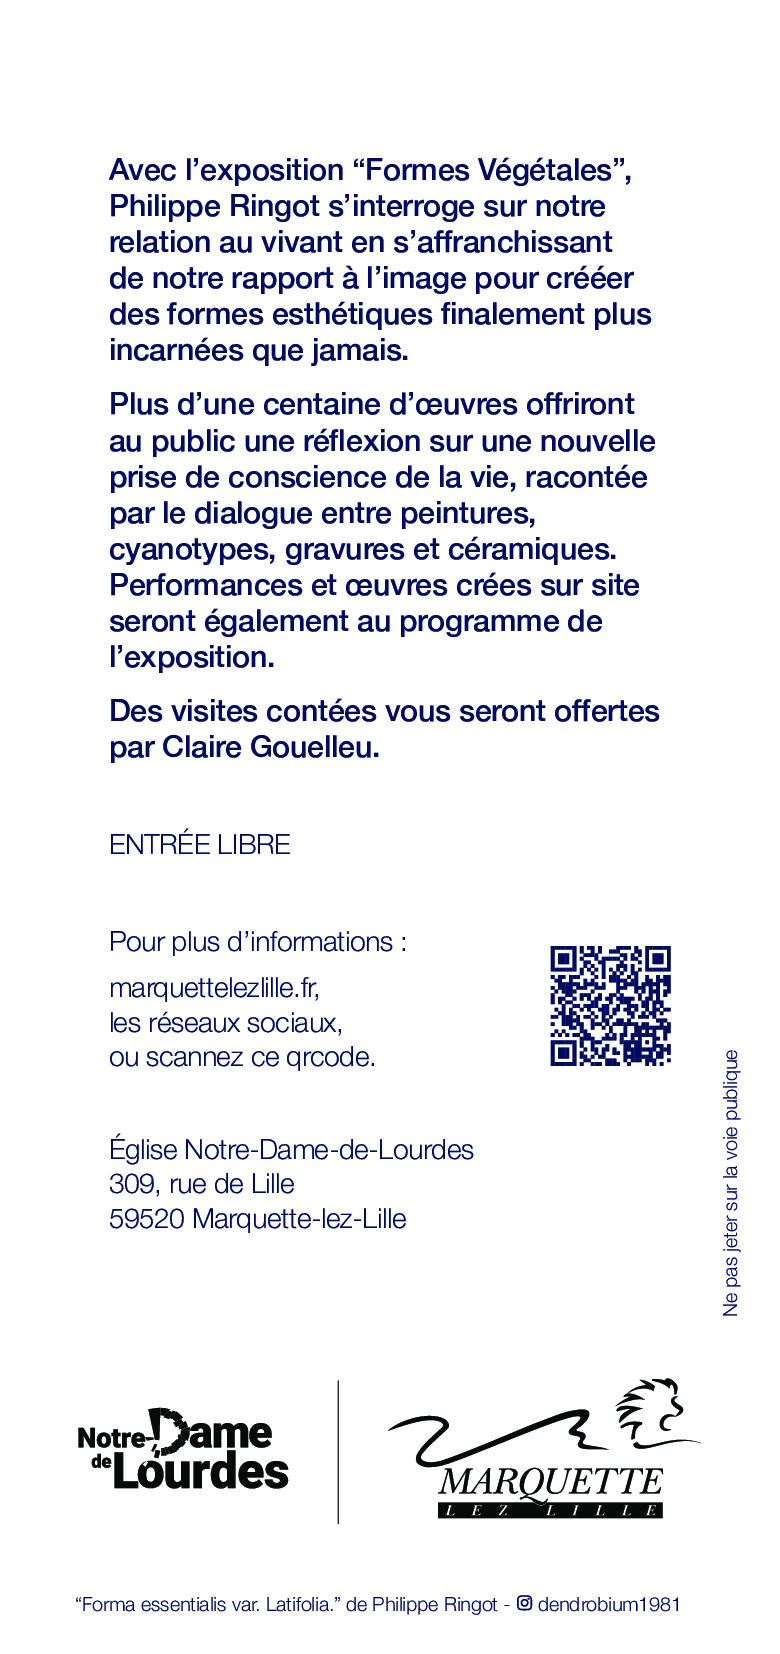 Avec l’exposition “Formes Végétales”,
Philippe Ringot s’interroge sur notre
relation au vivant en s’affranchissant
de notre rapport à l’image pour crééer
des formes esthétiques finalement plus
incarnées que jamais.
Plus d’une centaine d’œuvres offriront
au public une réflexion sur une nouvelle
prise de conscience de la vie, racontée
par le dialogue entre peintures,
cyanotypes, gravures et céramiques.
Performances et œuvres crées sur site
seront également au programme de
l’exposition.
Des visites contées vous seront offertes
par Claire Gouelleu.
ENTRÉE LIBRE
Pour plus d’informations :
marquettelezlille.fr,
les réseaux sociaux,
ou scannez ce qrcode.
Église Notre-Dame-de-Lourdes
309, rue de Lille
59520 Marquette-lez-Lille
Ne pas jeter sur la voie publique
Notre-Dame
de Lourdes
MARQUETTE
LEZ LILLE
“Forma essentialis var. Latifolia.” de Philippe Ringot - dendrobium1981